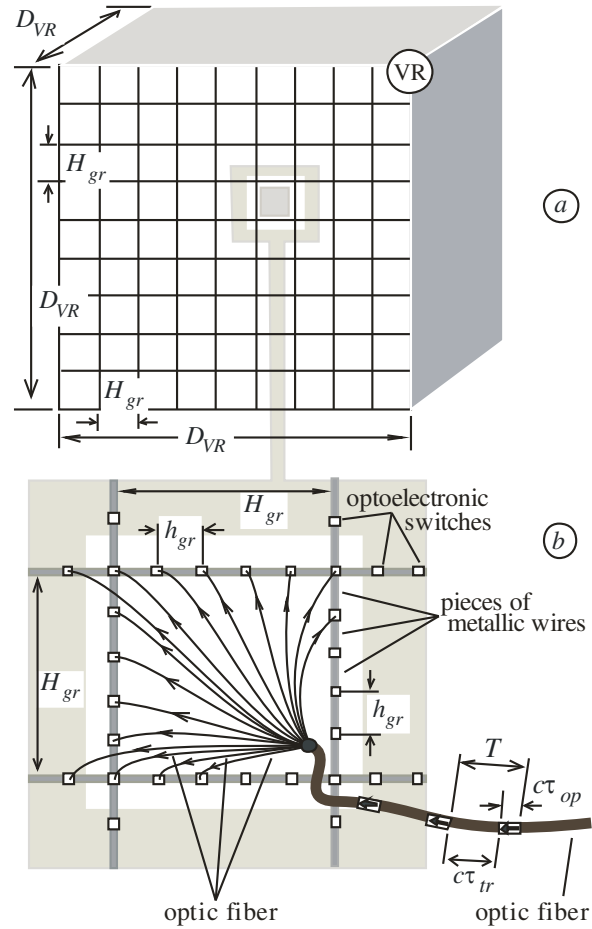 D_VR
VR
H_gr
a
D_VR
H_gr
D_VR
H_gr
optoelectronic
switches
h_gr
b
pieces of
metallic wires
H_gr
h_gr
T
cτ_op
cτ_tr
optic fiber
optic fiber